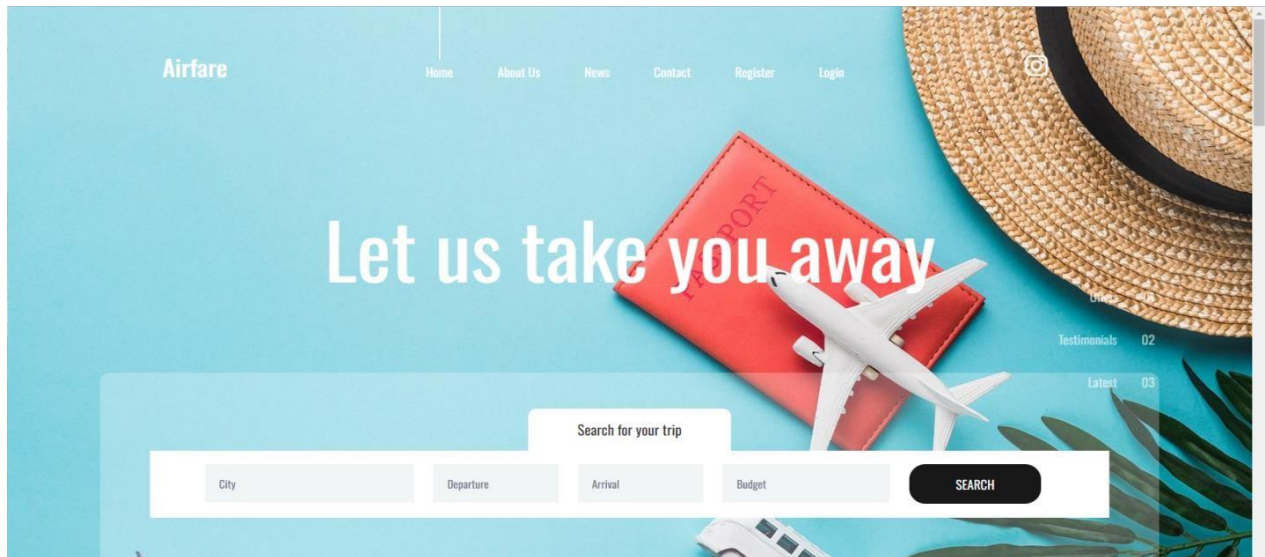 Airfare
Home About Us News Contact Register Login
PASSPORT
Let us take you away
Testimonials 02
Latest 03
Search for your trip
City Departure Arrival Budget SEARCH